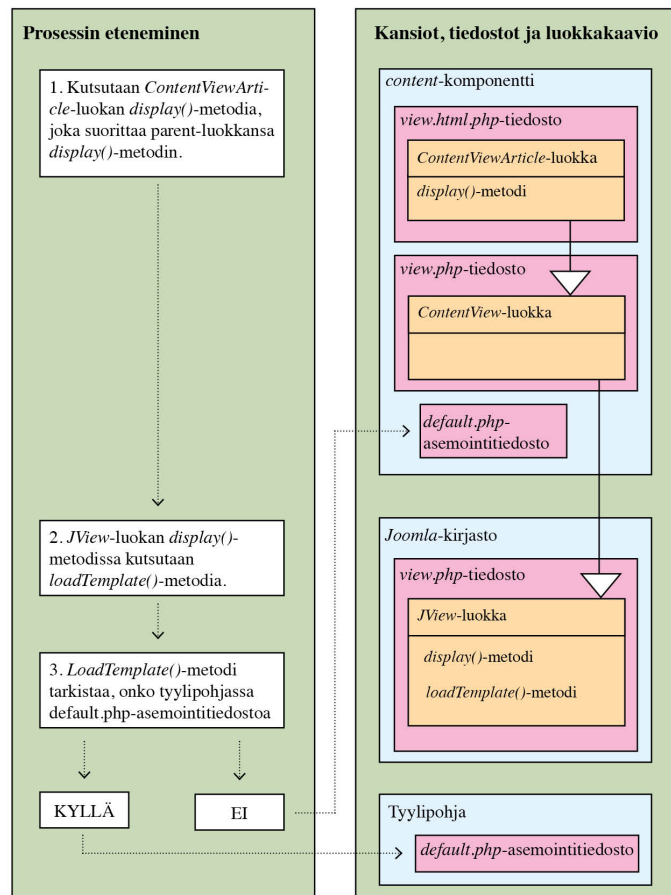 Prosessin eteneminen
1. Kutsutaan ContentViewArti-
cle-luokan display()-metodia,
joka suorittaa parent-luokkansa
display()-metodin.
2. JView-luokan display()-
metodissa kutsutaan
loadTemplate()-metodia.
3. LoadTemplate()-metodi
tarkistaa, onko tyylipohjassa
default.php-asemointitiedostoa
KYLLÄ
EI
Kansiot, tiedostot ja luokkakaavio
content-komponentti
view.html.php-tiedosto
ContentViewArticle-luokka
display()-metodi
view.php-tiedosto
ContentView-luokka
default.php-
asemointitiedosto
Joomla-kirjasto
view.php-tiedosto
JView-luokka
display()-metodi
loadTemplate()-metodi
Tyylipohja
default.php-asemointitiedosto